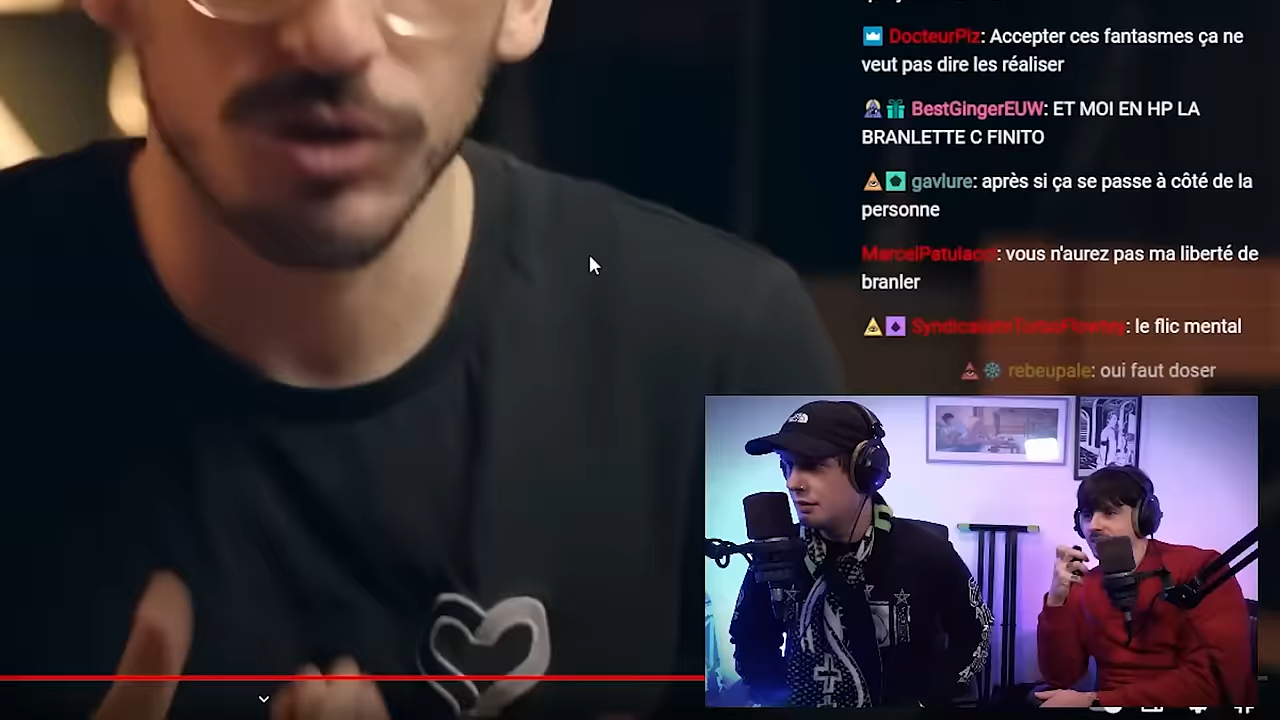 DocteurPiz: Accepter ces fantasmes ça ne
veut pas dire les réaliser
BestGingerEUW: ET MOI EN HP LA
BRANLETTE C FINITO
gavlure: après si ça se passe à côté de la
personne
: vous n'aurez pas ma liberté de
branler
: le flic mental
rebeupale: oui faut doser